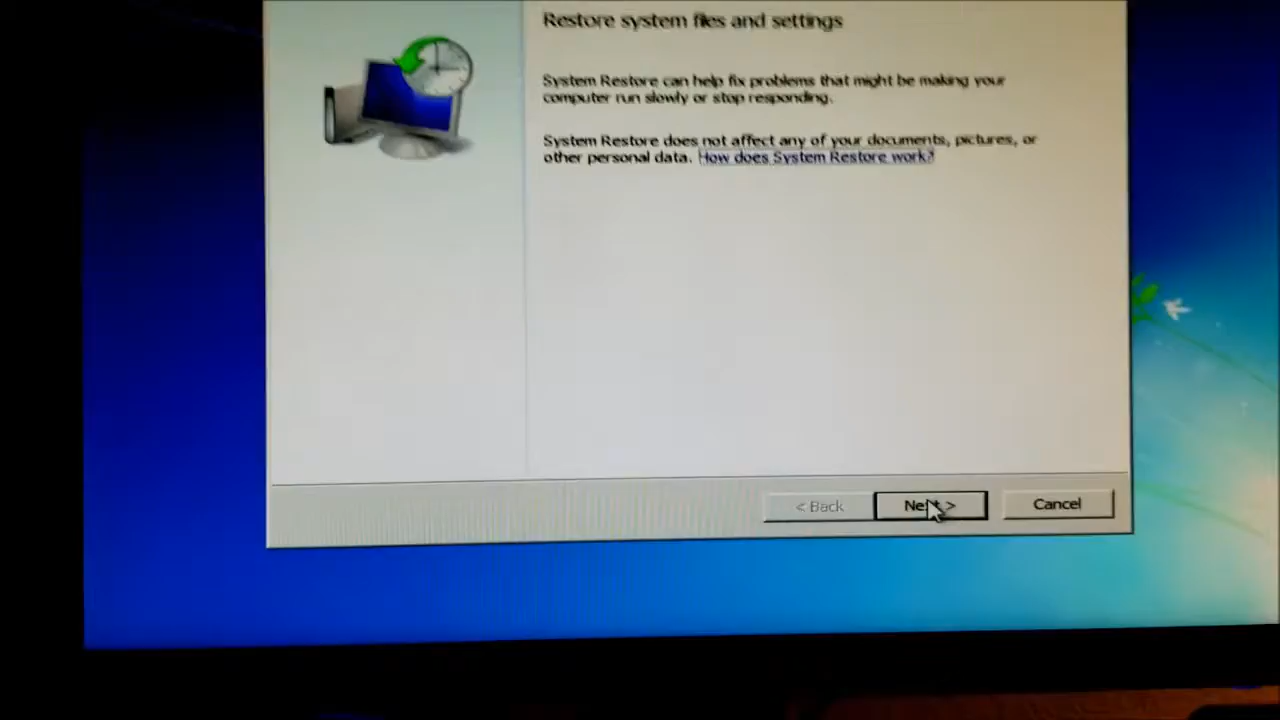 Restore system files and settings
System Restore can help fix problems that might be making your
computer run slowly or stop responding.
System Restore does not affect any of your documents, pictures, or
other personal data. How does System Restore work?
< Back
Next >
Cancel